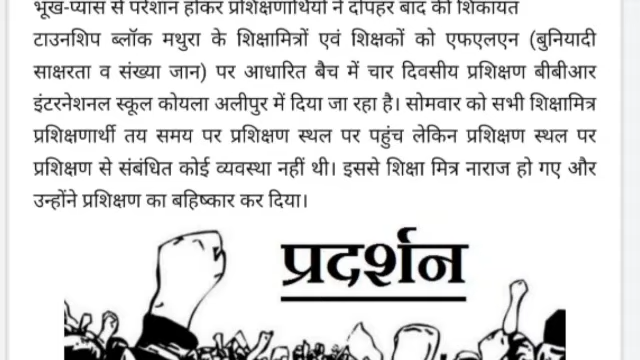 भूख-प्यास से परेशान होकर प्रशिक्षणार्थियों ने दोपहर बाद की शिकायत
टाउनशिप ब्लॉक मथुरा के शिक्षामित्रों एवं शिक्षकों को एफएलएन (बुनियादी
साक्षरता व संख्या जान) पर आधारित बैच में चार दिवसीय प्रशिक्षण बीबीआर
इंटरनेशनल स्कूल कोयला अलीपुर में दिया जा रहा है। सोमवार को सभी शिक्षामित्र
प्रशिक्षणार्थी तय समय पर प्रशिक्षण स्थल पर पहुंच लेकिन प्रशिक्षण स्थल पर
प्रशिक्षण से संबंधित कोई व्यवस्था नहीं थी। इससे शिक्षा मित्र नाराज हो गए और
उन्होंने प्रशिक्षण का बहिष्कार कर दिया।
प्रदर्शन